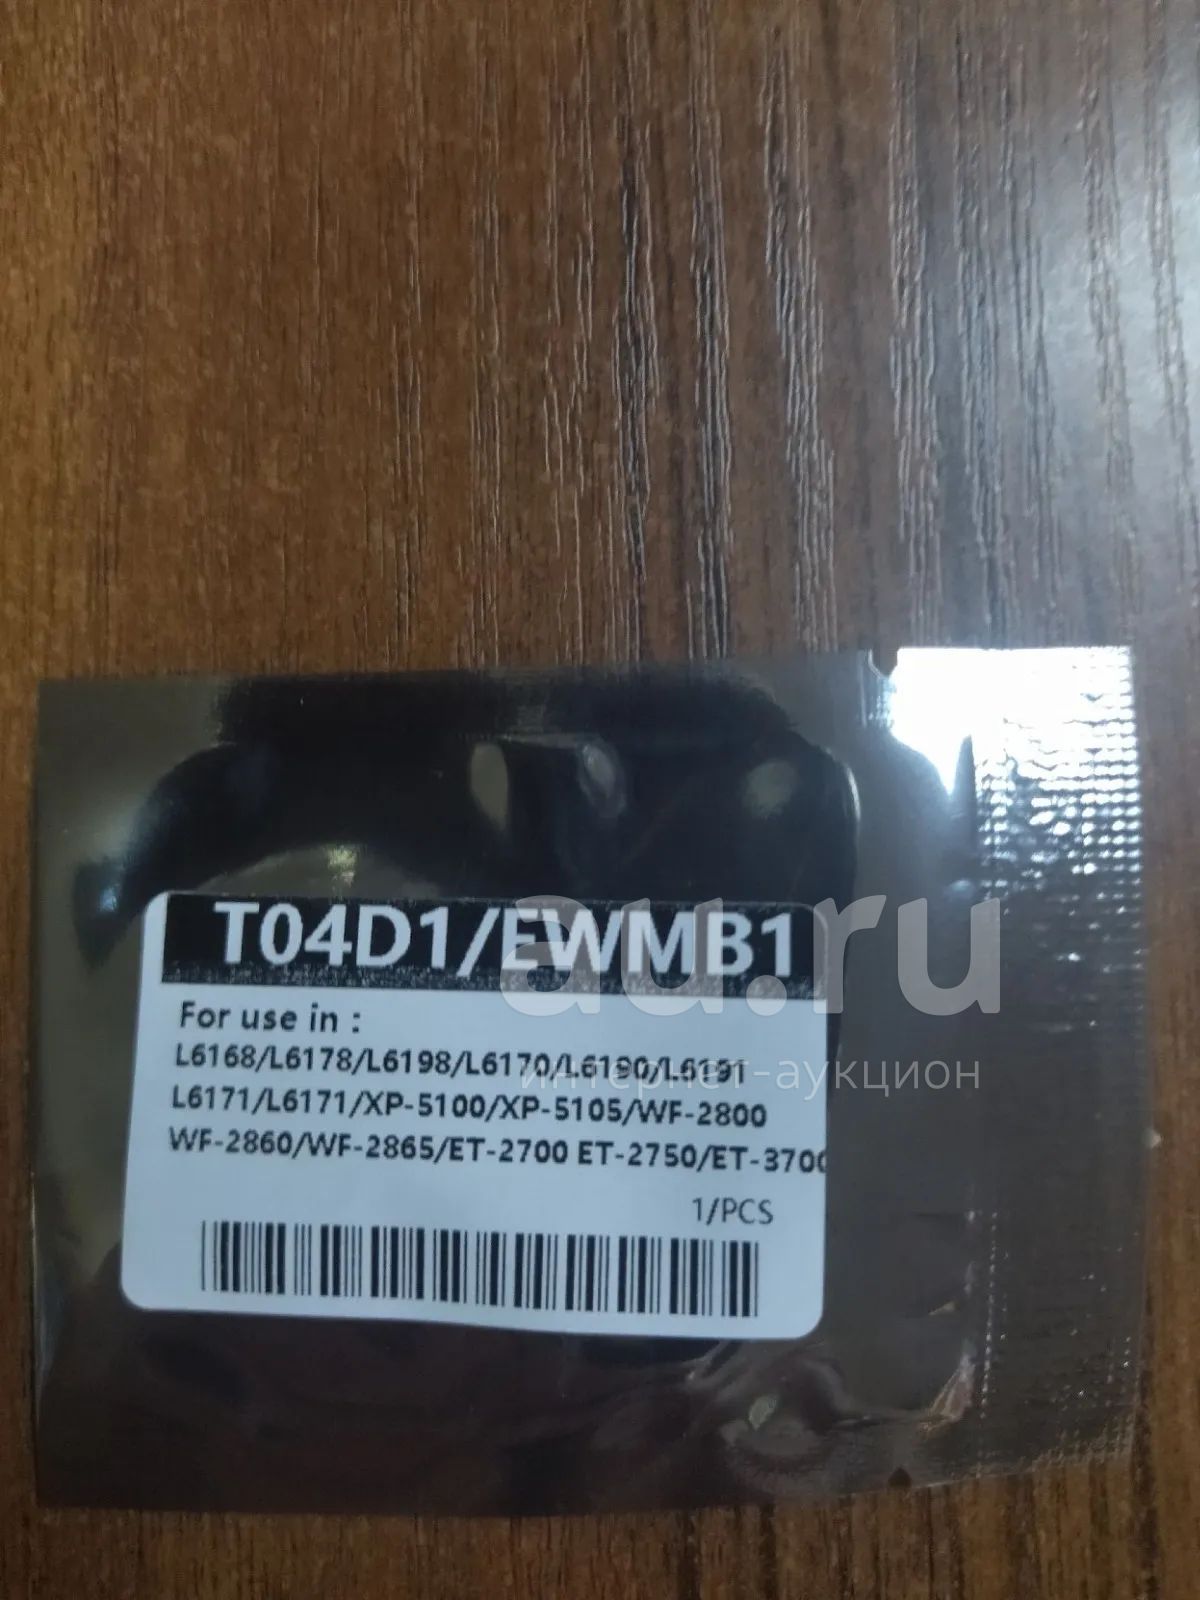 T04D1/EWMB1
au.ru
For use in :
L6168/L6178/L6198/L6170/L6190/L6191
интернет-аукцион
L6171/L6171/XP-5100/XP-5105/WF-2800
WF-2860/WF-2865/ET-2700 ET-2750/ET-3700
1/PCS